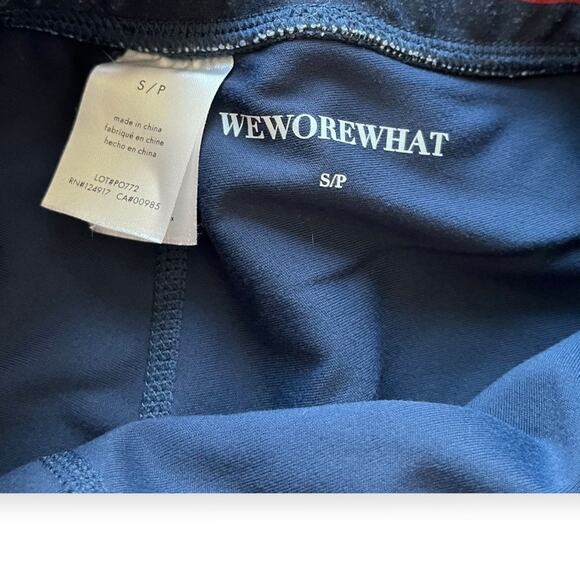 S/P
made in china
fabriqué en chine
hecho en china
LOT#PO772
RN#124917 CA#00985
WEWOREWHAT
S/P